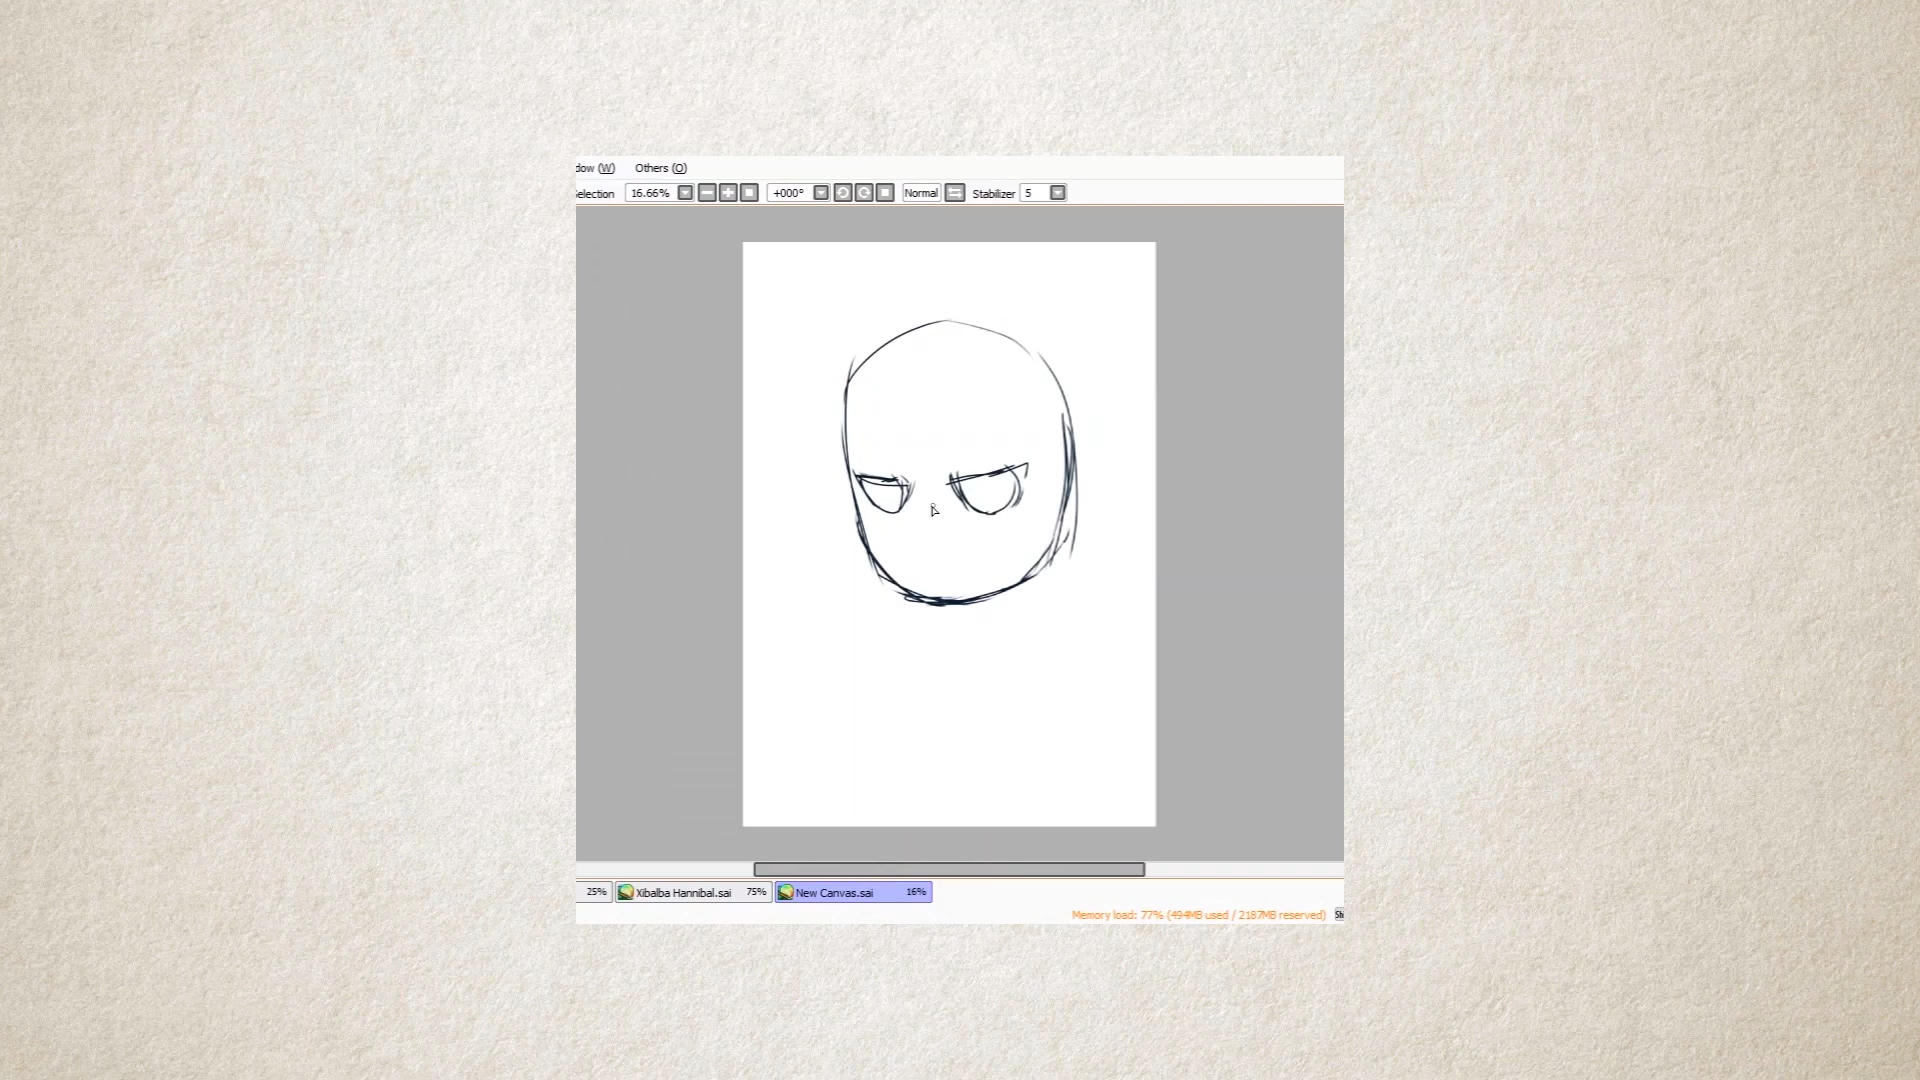 dow (W) Others (O)
election 16.66% +000° Normal Stabilizer 5
25% Xibalba Hannibal.sai 75% New Canvas.sai 16%
Memory load: 77% (494MB used / 2187MB reserved) Sh